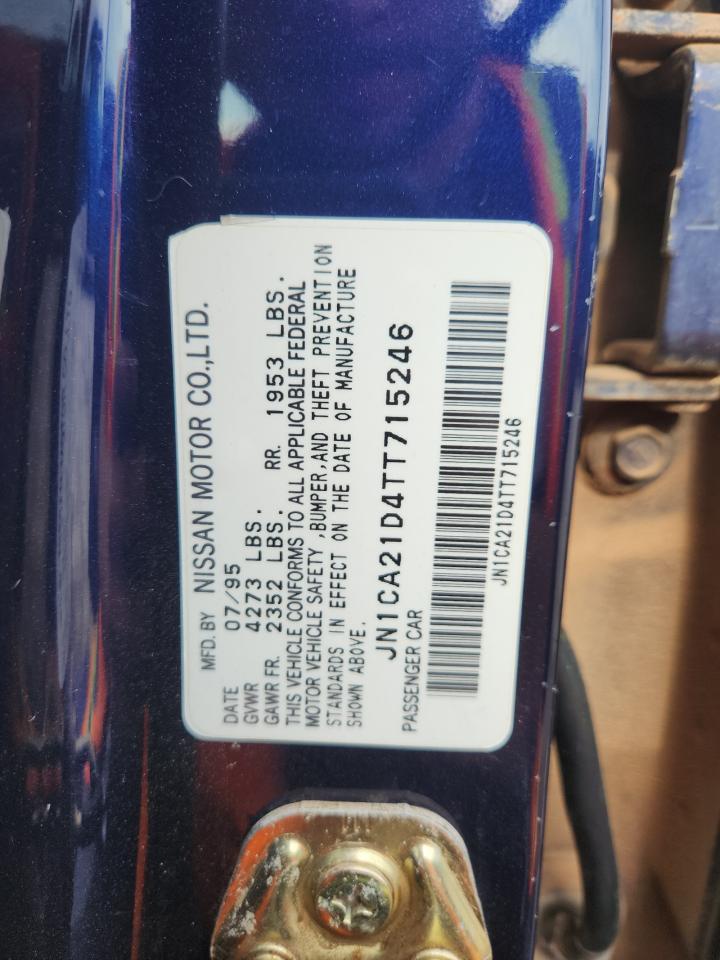 MFD. BY NISSAN MOTOR CO.,LTD.
DATE 07/95
GVWR 4273 LBS.
GAWR FR. 2352 LBS. RR. 1953 LBS.
THIS VEHICLE CONFORMS TO ALL APPLICABLE FEDERAL
MOTOR VEHICLE SAFETY ,BUMPER,AND THEFT PREVENTION
STANDARDS IN EFFECT ON THE DATE OF MANUFACTURE
SHOWN ABOVE.
JN1CA21D4TT715246
PASSENGER CAR
JN1CA21D4TT715246